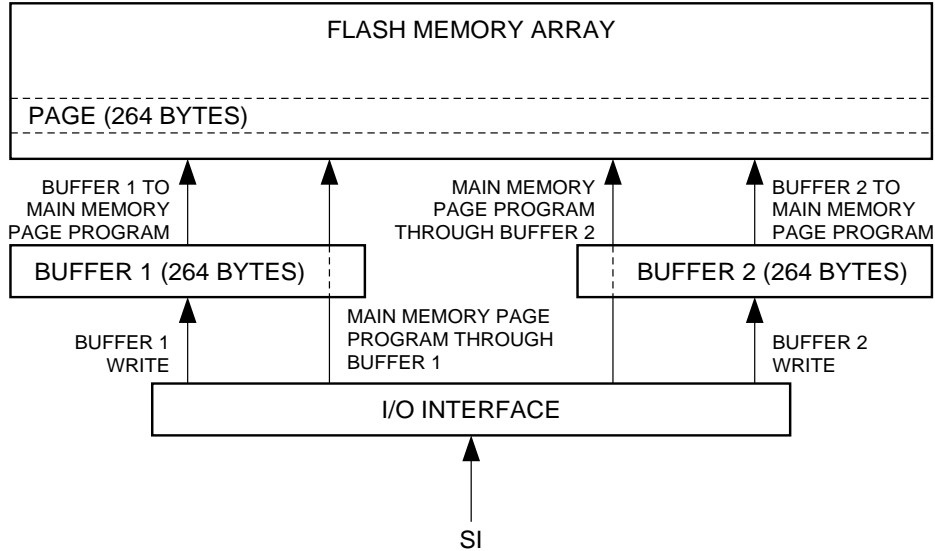 FLASH MEMORY ARRAY
PAGE (264 BYTES)
BUFFER 1 TO
MAIN MEMORY
PAGE PROGRAM
MAIN MEMORY
PAGE PROGRAM
THROUGH BUFFER 2
BUFFER 2 TO
MAIN MEMORY
PAGE PROGRAM
BUFFER 1 (264 BYTES)
BUFFER 2 (264 BYTES)
BUFFER 1
WRITE
MAIN MEMORY PAGE
PROGRAM THROUGH
BUFFER 1
BUFFER 2
WRITE
I/O INTERFACE
SI